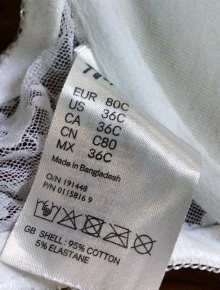 EUR 80C
US 36C
CA 36C
CN C80
MX 36C
Made in Bangladesh
O/N 191448
P/N 0115816 9
GB SHELL: 95% COTTON
5% ELASTANE